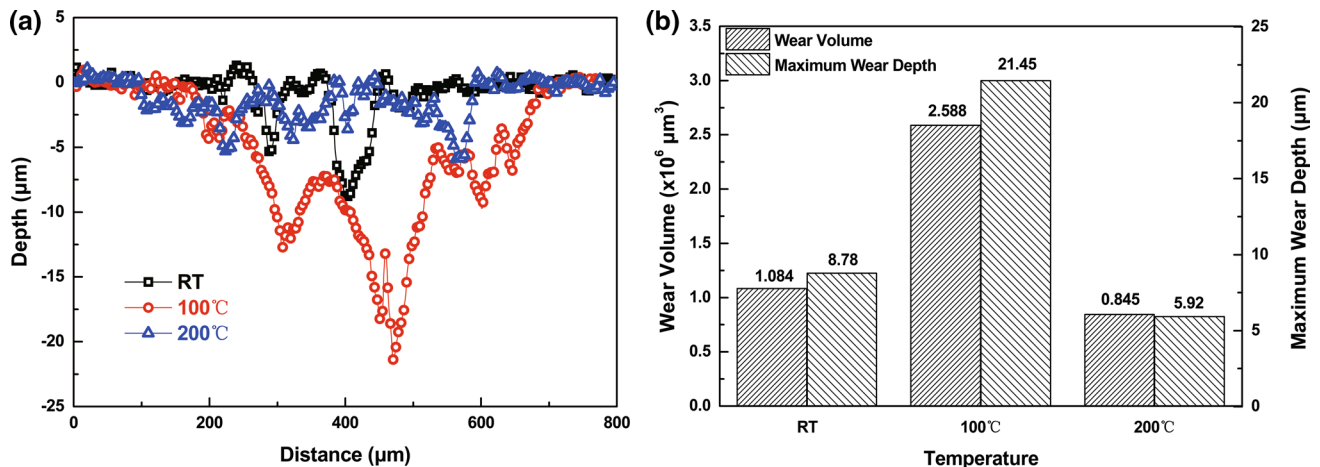 (a)
5
0
-5
-10
-15
-20
-25
Depth (μm)
RT
100℃
200℃
0 200 400 600 800
Distance (μm)
(b)
3.5
3.0
2.5
2.0
1.5
1.0
0.5
0.0
Wear Volume (x10⁶ μm³)
Wear Volume
Maximum Wear Depth
1.084
8.78
2.588
21.45
0.845
5.92
25
20
15
10
5
0
Maximum Wear Depth (μm)
RT 100℃ 200℃
Temperature